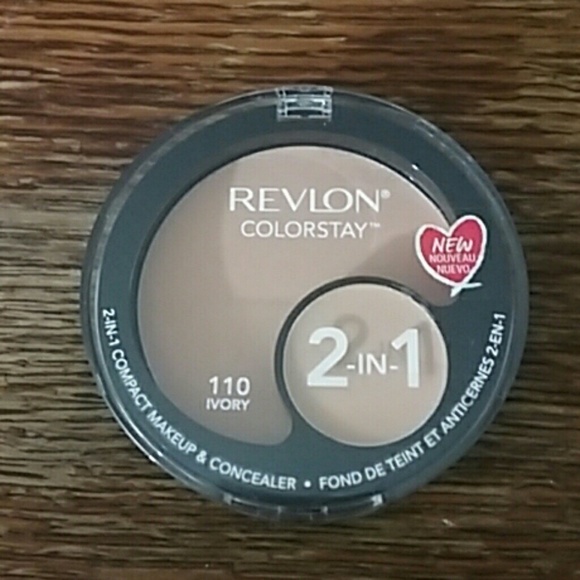 REVLON®
COLORSTAY™
NEW
NOUVEAU
NUEVO
2-IN-1
110
IVORY
2-IN-1 COMPACT MAKEUP & CONCEALER • FOND DE TEINT ET ANTICERNES 2-EN-1